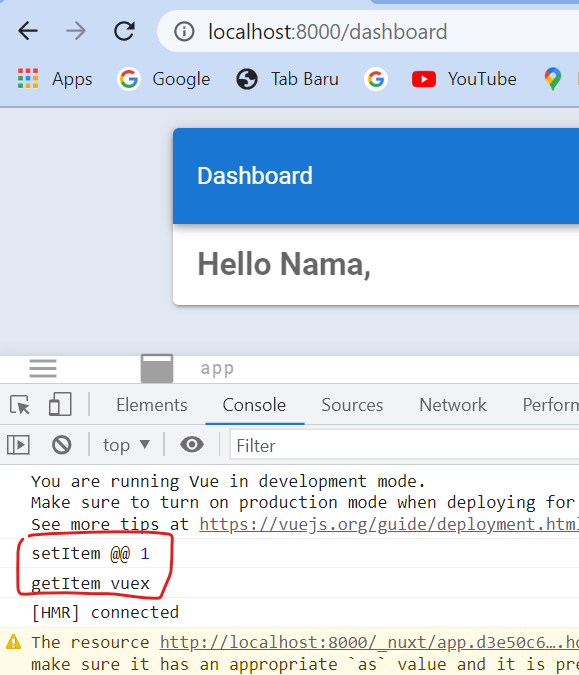 localhost:8000/dashboard
Apps Google Tab Baru YouTube
Dashboard
Hello Nama,
app
Elements Console Sources Network Perform
top Filter
You are running Vue in development mode.
Make sure to turn on production mode when deploying for
See more tips at https://vuejs.org/guide/deployment.html
setItem @@ 1
getItem vuex
[HMR] connected
The resource http://localhost:8000/_nuxt/app.d3e50c6….ho
make sure it has an appropriate `as` value and it is pre